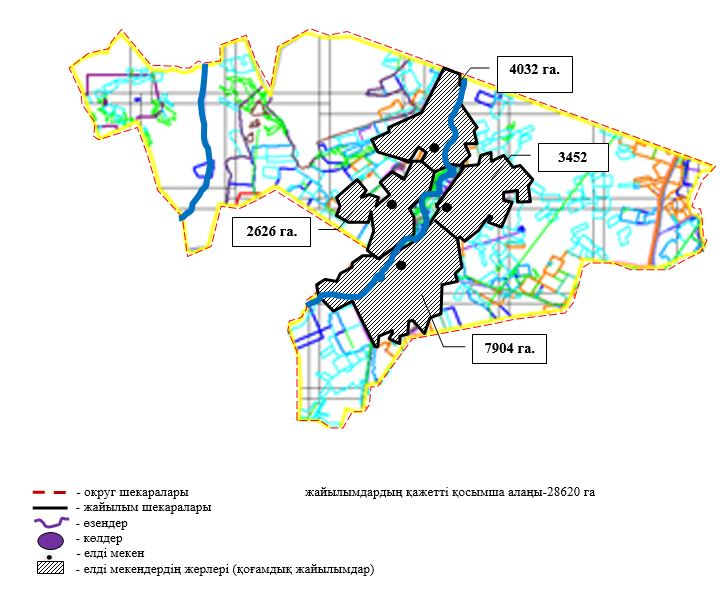 4032 га.
3452
2626 га.
7904 га.
- округ шекаралары
жайылымдардың қажетті қосымша алаңы-28620 га
- жайылым шекаралары
- өзендер
- көлдер
- елді мекен
- елді мекендердің жерлері (қоғамдық жайылымдар)